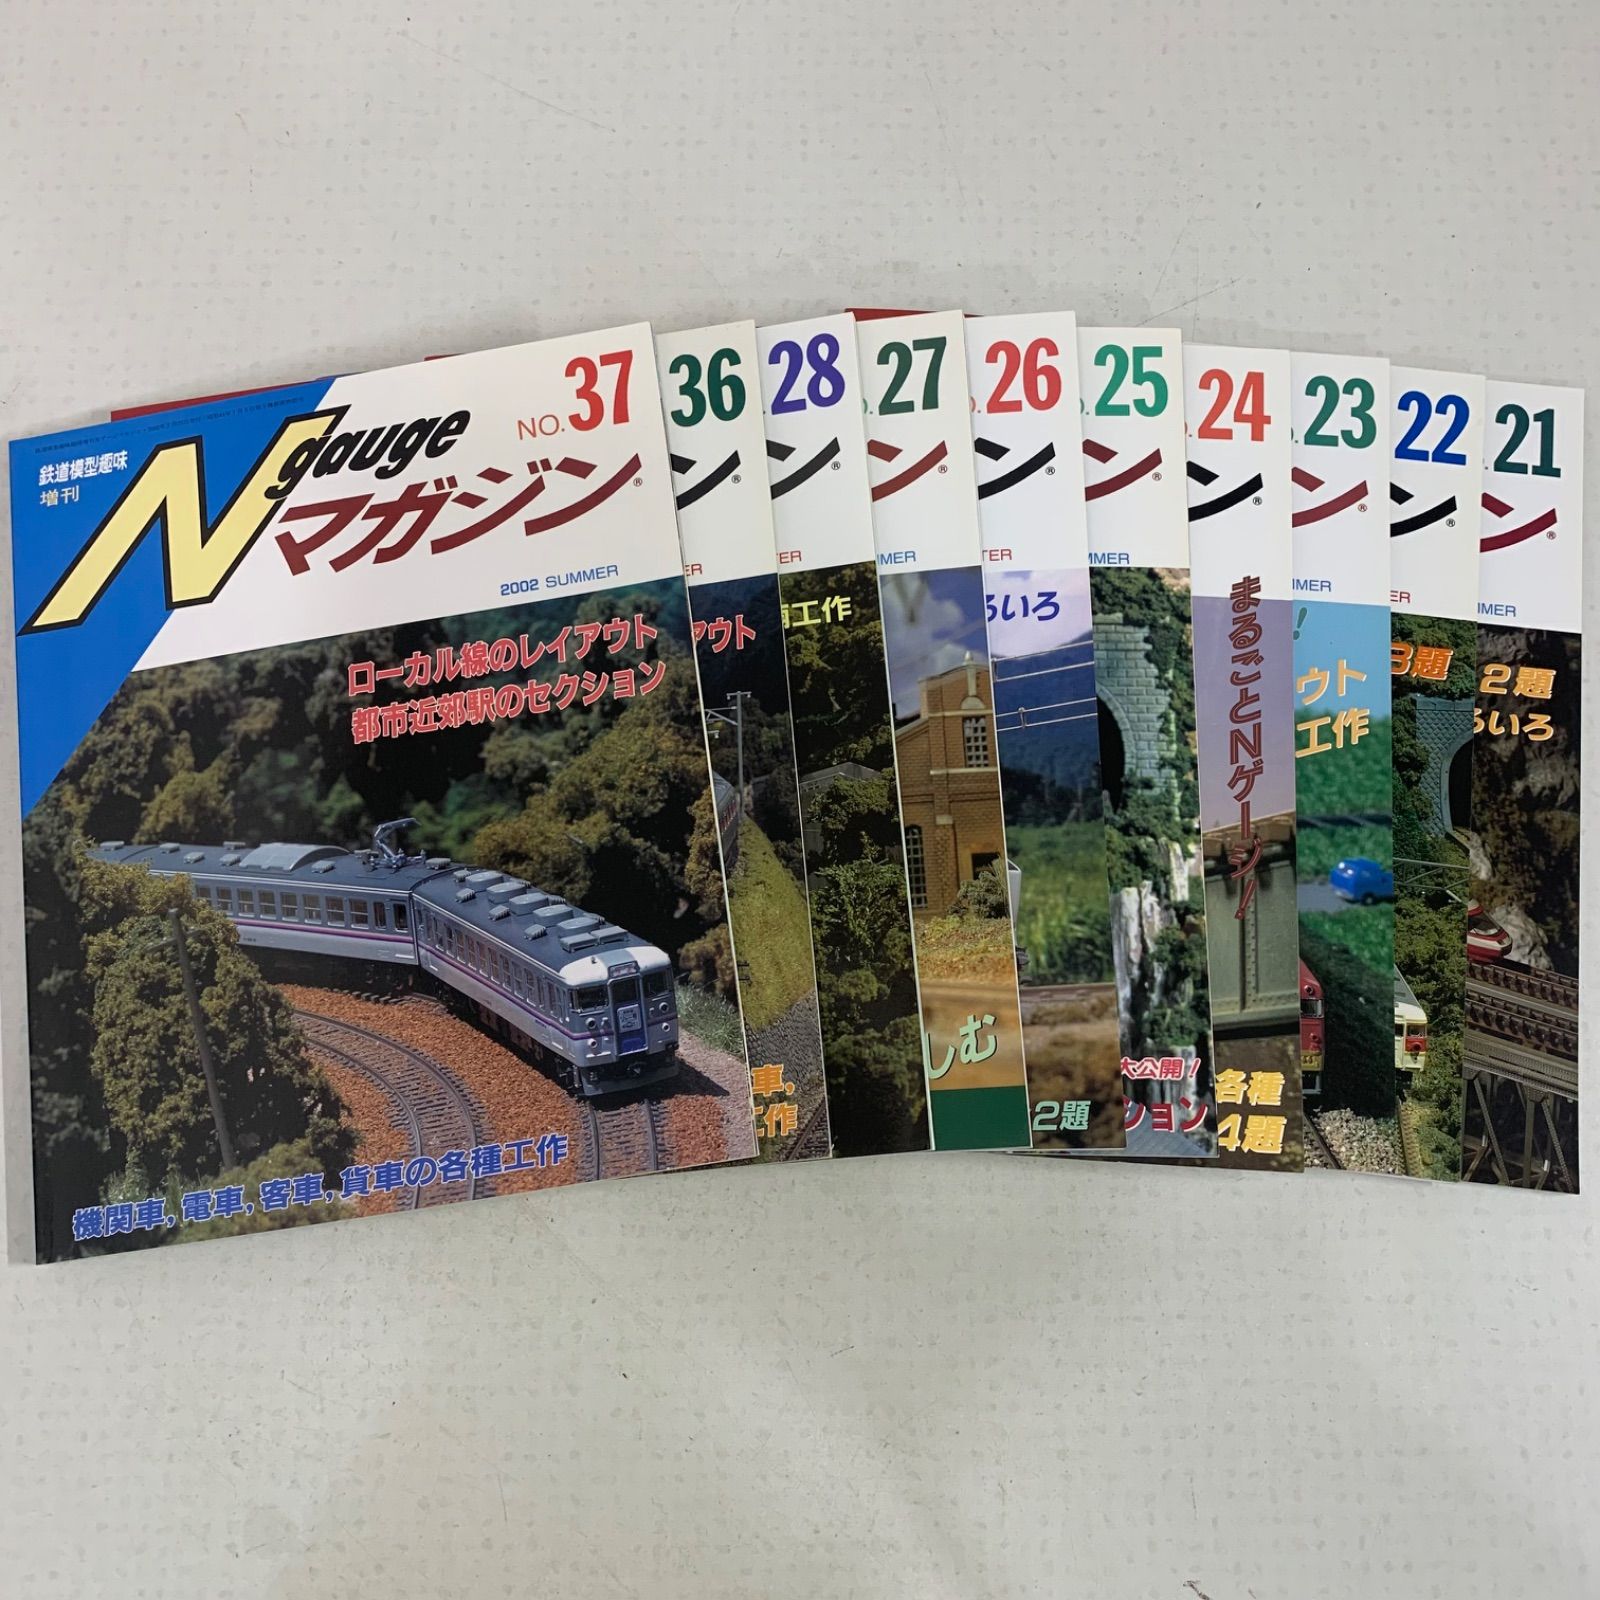 鉄道模型趣味
増刊
N gauge
マガジン®
NO. 37
2002 SUMMER
ローカル線のレイアウト
都市近郊駅のセクション
機関車, 電車, 客車, 貨車の各種工作
36
ン®
ER
アウト
車,
工作
28
ン®
TER
工作
27
ン®
MMER
しむ
26
ン®
TER
ろいろ
2題
25
ン®
MMER
大公開!
ション
24
ン®
まるごとNゲージ!
各種
4題
23
ン®
MMER
!
ウト
工作
22
ン®
ER
3題
21
ン®
MMER
2題
ろいろ